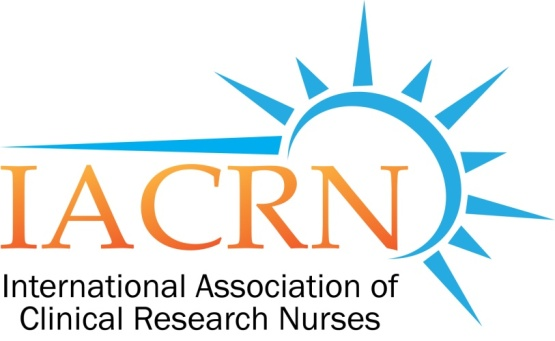 IACRN
International Association of
Clinical Research Nurses